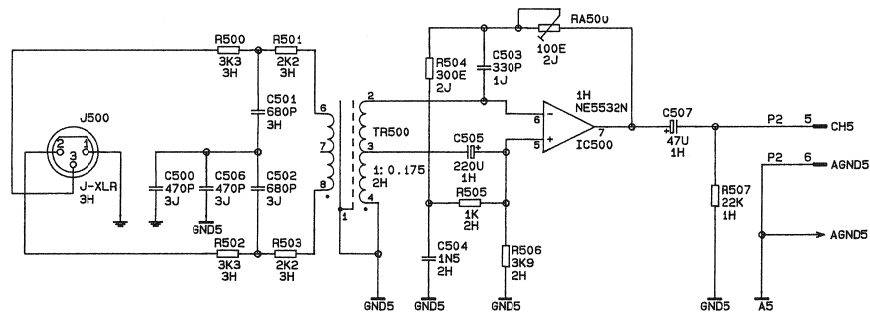 R500
3K3
3H
R501
2K2
3H
C501
680P
3H
J500
2
1
3
J-XLR
3H
C500
470P
3J
C506
470P
3J
C502
680P
3J
GND5
R502
3K3
3H
R503
2K2
3H
6
7
8
1
2
3
4
TR500
1: 0.175
2H
GND5
R504
300E
2J
C503
330P
1J
RA500
100E
2J
1H
NE5532N
6
-
5
+
7
IC500
C505
+
220U
1H
R505
1K
2H
C504
1N5
2H
GND5
R506
3K9
2H
GND5
C507
+
47U
1H
R507
22K
1H
GND5
P2 5 CH5
P2 6 AGND5
AGND5
A5